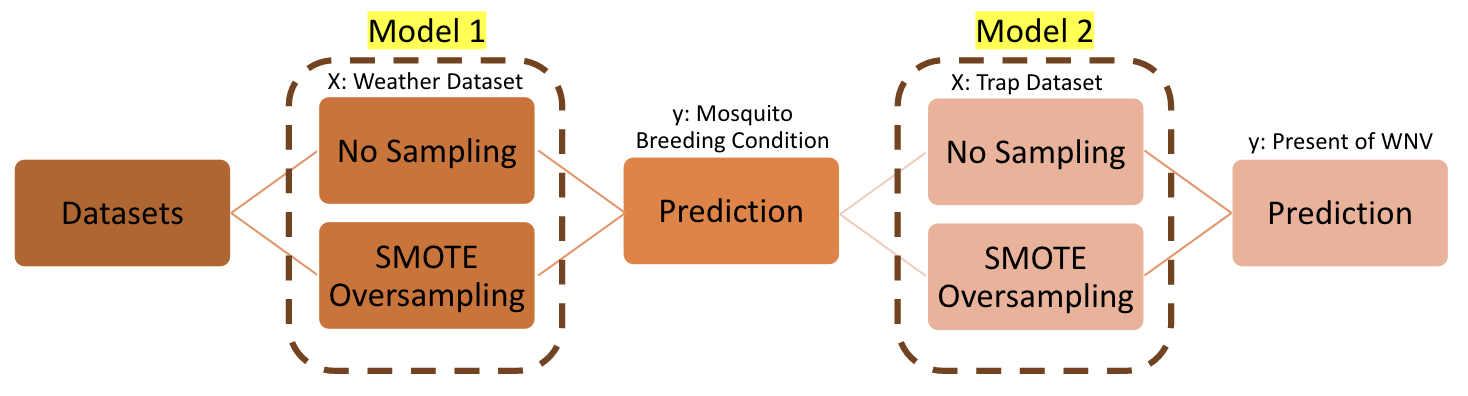 Model 1
X: Weather Dataset
No Sampling
SMOTE
Oversampling
Datasets
y: Mosquito
Breeding Condition
Prediction
Model 2
X: Trap Dataset
No Sampling
SMOTE
Oversampling
y: Present of WNV
Prediction